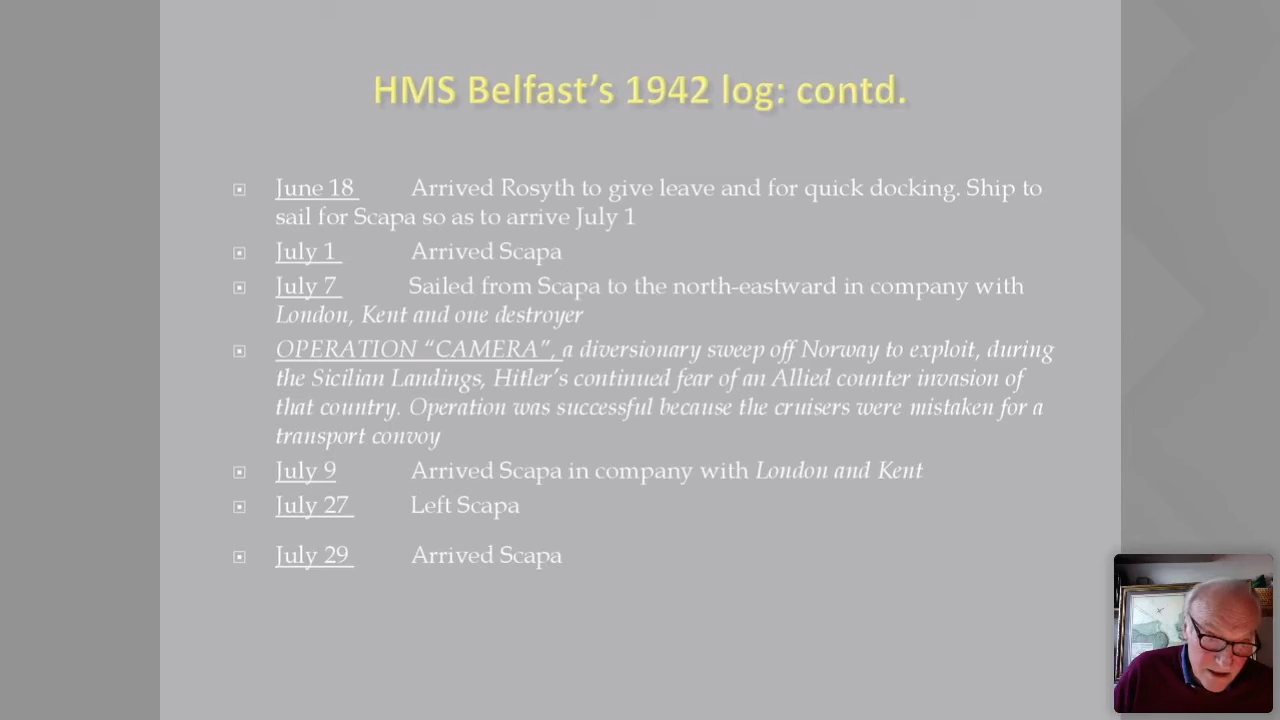 HMS Belfast's 1942 log: contd.
June 18 Arrived Rosyth to give leave and for quick docking. Ship to
sail for Scapa so as to arrive July 1
July 1 Arrived Scapa
July 7 Sailed from Scapa to the north-eastward in company with
London, Kent and one destroyer
OPERATION “CAMERA”, a diversionary sweep off Norway to exploit, during
the Sicilian Landings, Hitler's continued fear of an Allied counter invasion of
that country. Operation was successful because the cruisers were mistaken for a
transport convoy
July 9 Arrived Scapa in company with London and Kent
July 27 Left Scapa
July 29 Arrived Scapa